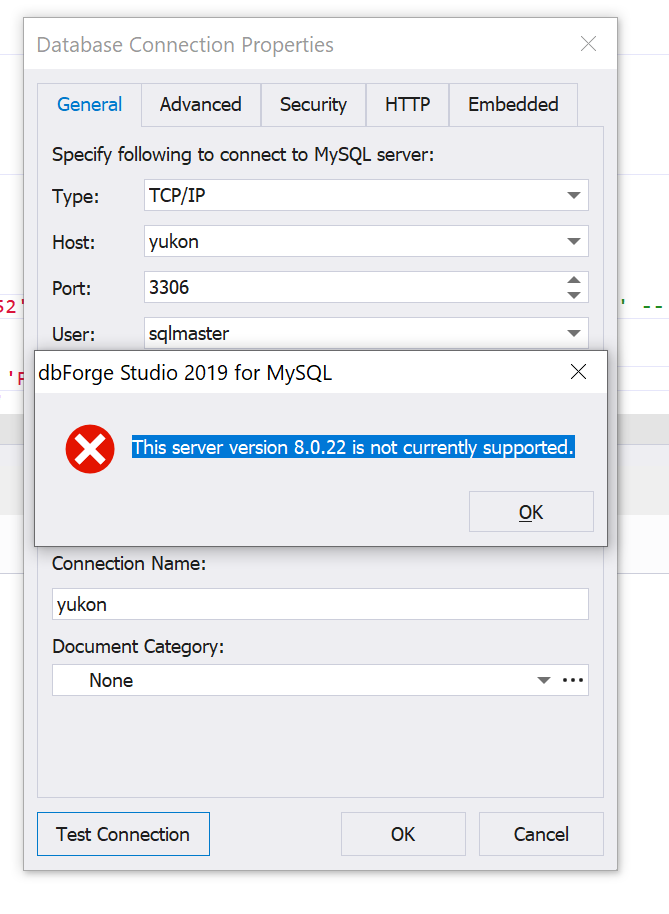 Database Connection Properties
General Advanced Security HTTP Embedded
Specify following to connect to MySQL server:
Type: TCP/IP
Host: yukon
Port: 3306
52' ' --
User: sqlmaster
dbForge Studio 2019 for MySQL
This server version 8.0.22 is not currently supported.
OK
Connection Name:
yukon
Document Category:
None
Test Connection OK Cancel